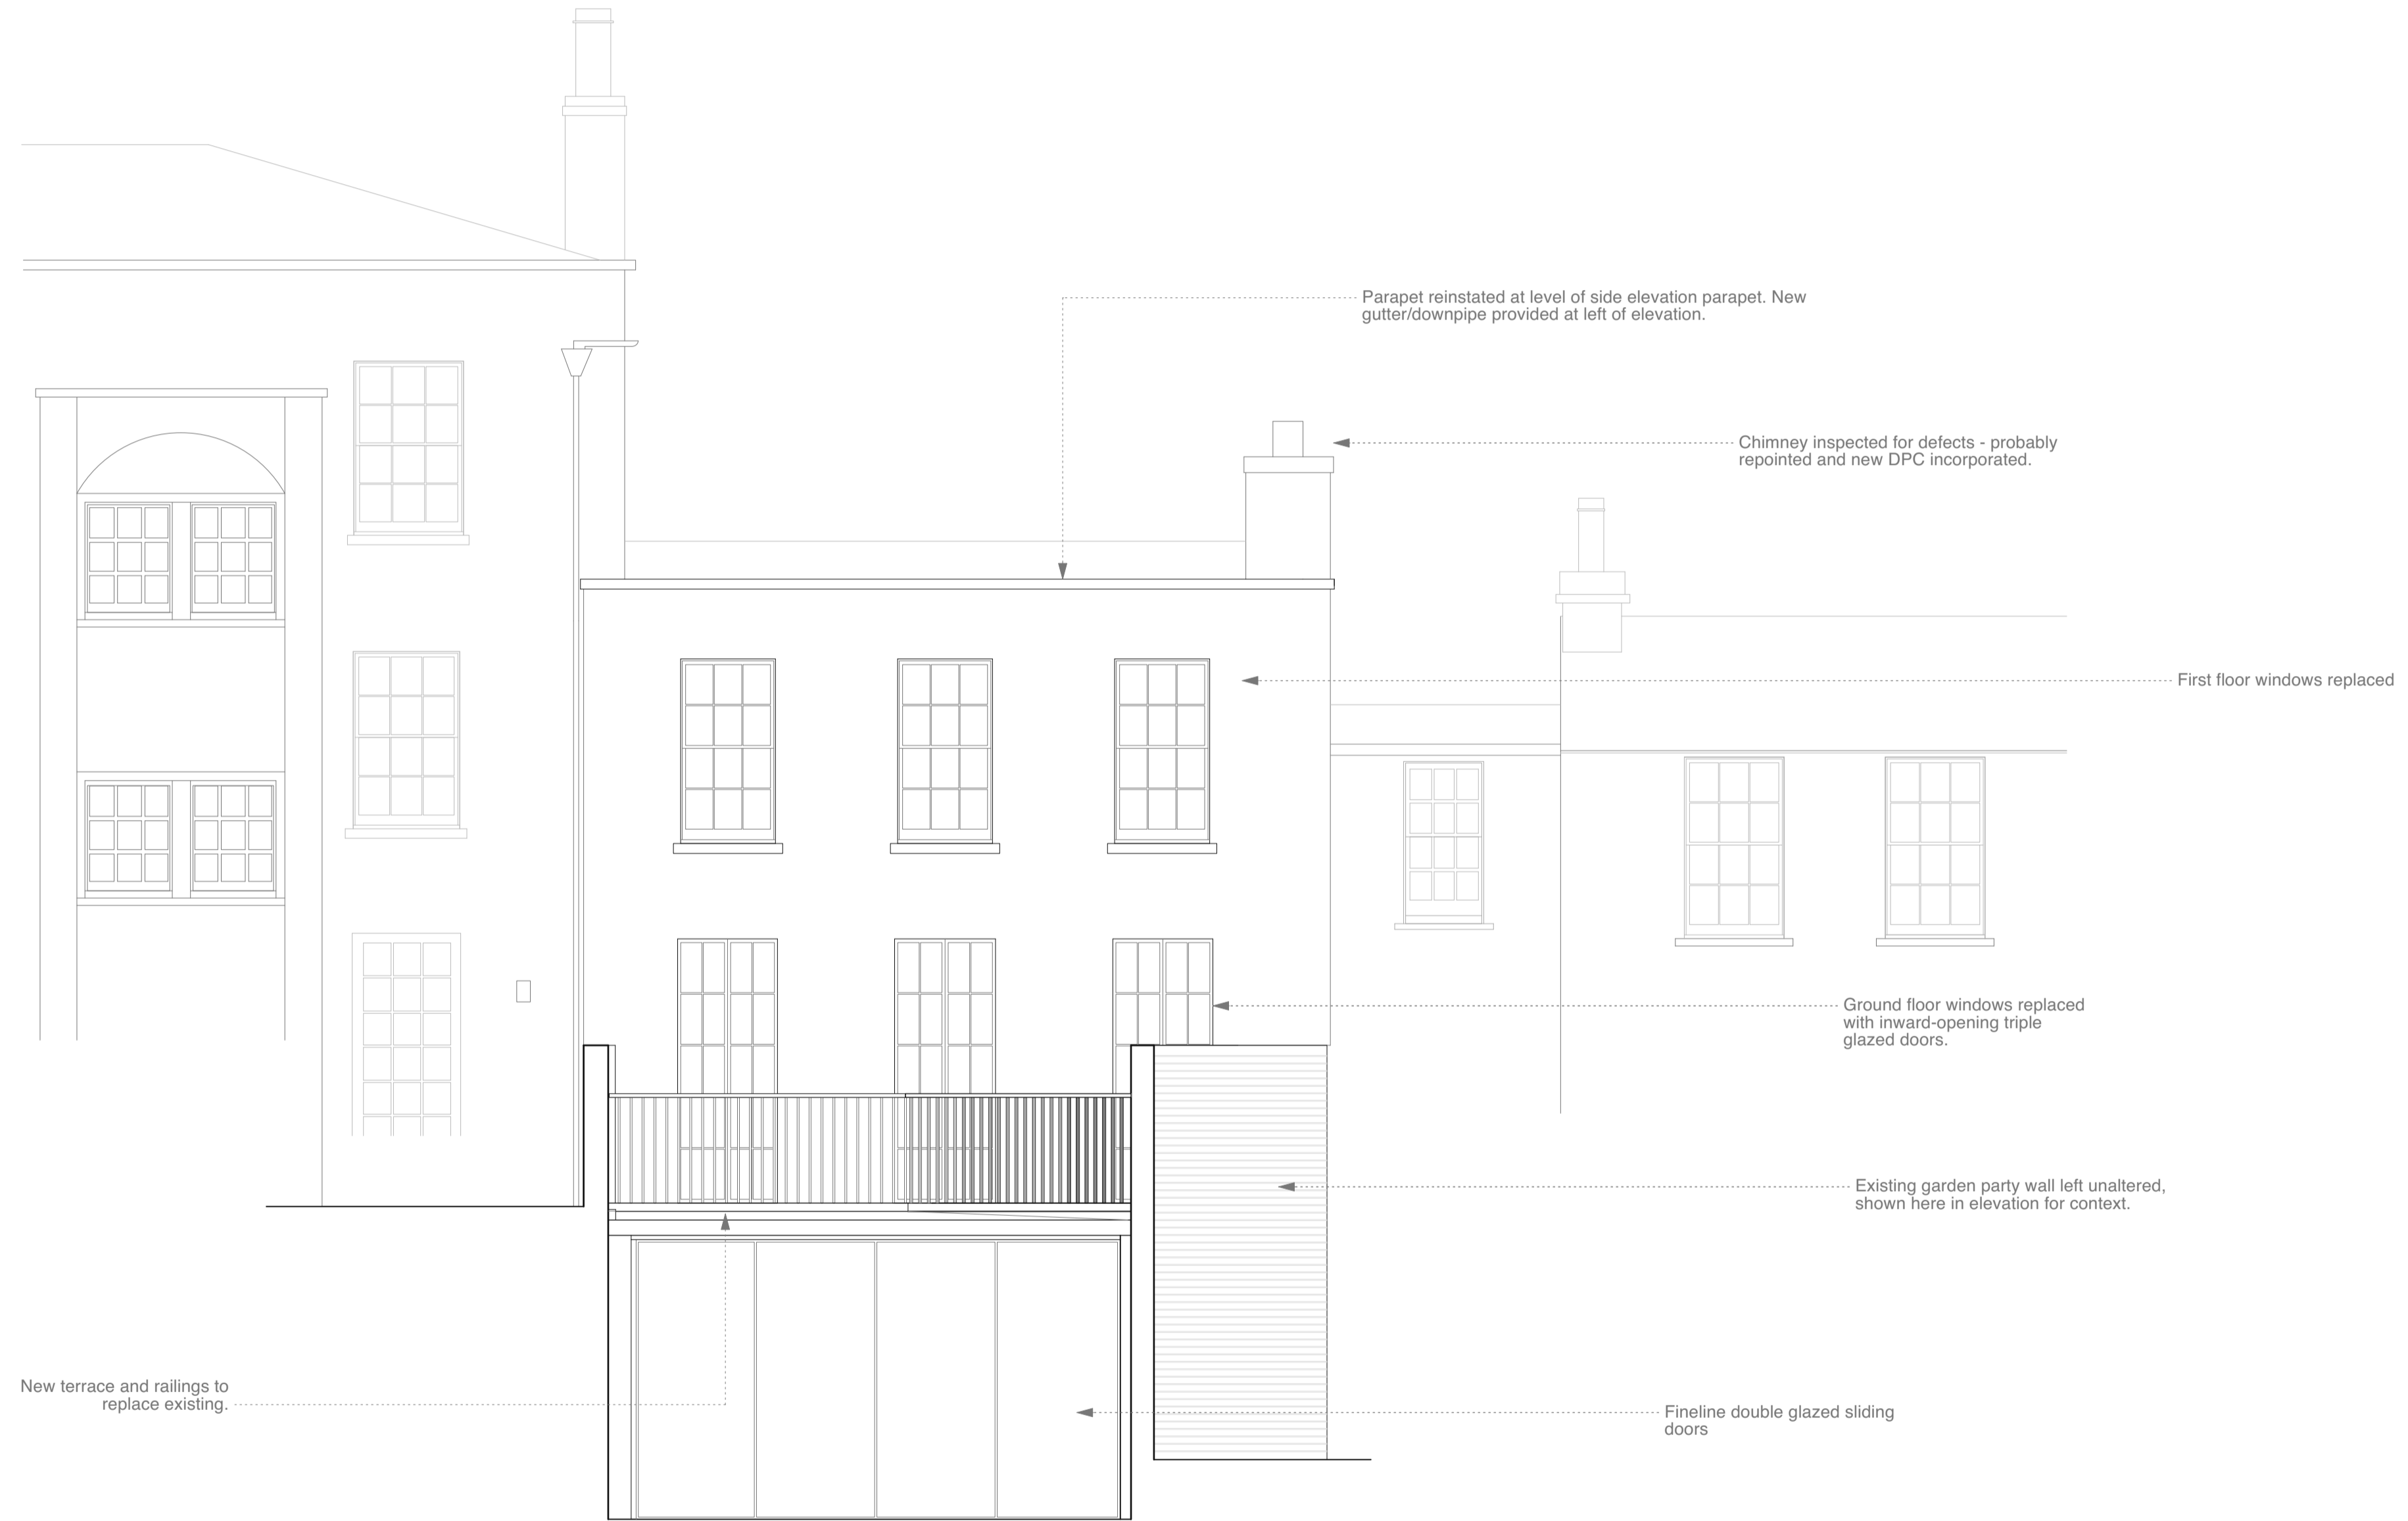 Parapet reinstated at level of side elevation parapet. New
gutter/downpipe provided at left of elevation.
Chimney inspected for defects - probably
repointed and new DPC incorporated.
First floor windows replaced
Ground floor windows replaced
with inward-opening triple
glazed doors.
Existing garden party wall left unaltered,
shown here in elevation for context.
New terrace and railings to
replace existing.
Fineline double glazed sliding
doors